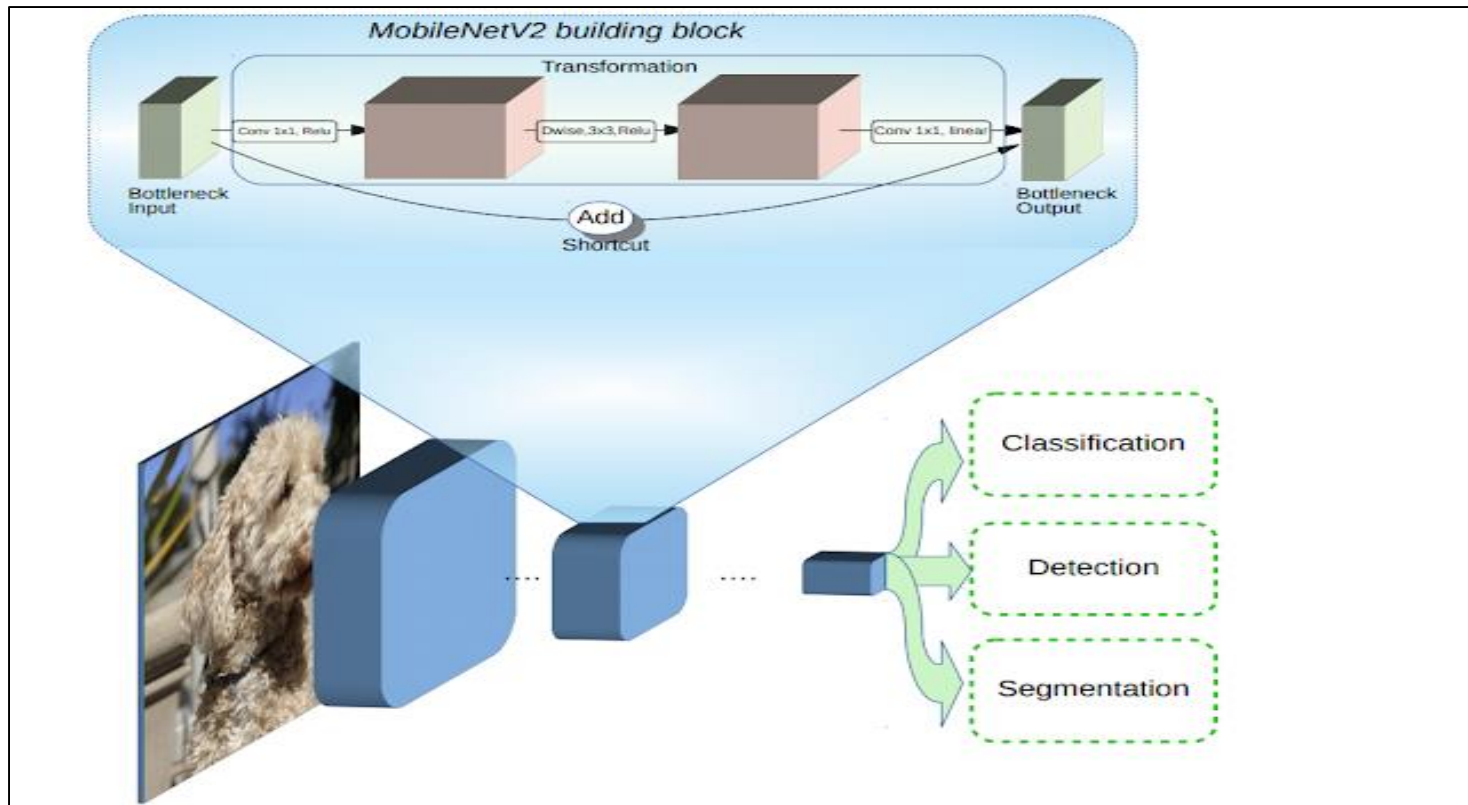 MobileNetV2 building block
Transformation
Conv 1x1, Relu
Dwise,3x3,Relu
Conv 1x1, linear
Bottleneck
Input
Bottleneck
Output
Add
Shortcut
Classification
....
....
Detection
Segmentation